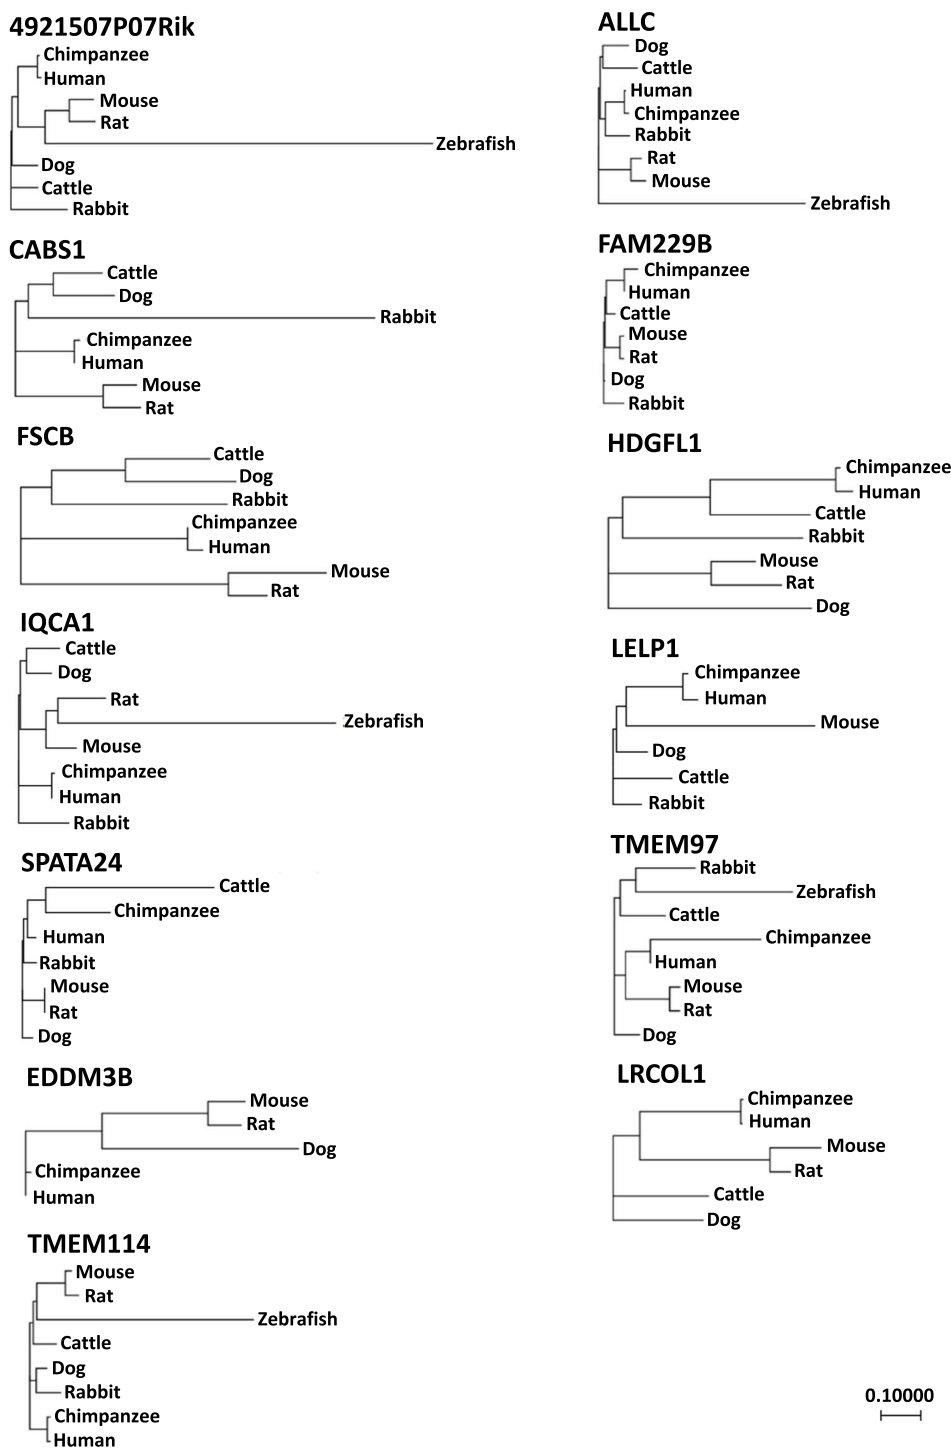 4921507P07Rik
Chimpanzee
Human
Mouse
Rat
Zebrafish
Dog
Cattle
Rabbit
CABS1
Cattle
Dog
Rabbit
Chimpanzee
Human
Mouse
Rat
FSCB
Cattle
Dog
Rabbit
Chimpanzee
Human
Mouse
Rat
IQCA1
Cattle
Dog
Rat
Zebrafish
Mouse
Chimpanzee
Human
Rabbit
SPATA24
Cattle
Chimpanzee
Human
Rabbit
Mouse
Rat
Dog
EDDM3B
Mouse
Rat
Dog
Chimpanzee
Human
TMEM114
Mouse
Rat
Zebrafish
Cattle
Dog
Rabbit
Chimpanzee
Human
ALLC
Dog
Cattle
Human
Chimpanzee
Rabbit
Rat
Mouse
Zebrafish
FAM229B
Chimpanzee
Human
Cattle
Mouse
Rat
Dog
Rabbit
HDGFL1
Chimpanzee
Human
Cattle
Rabbit
Mouse
Rat
Dog
LELP1
Chimpanzee
Human
Mouse
Dog
Cattle
Rabbit
TMEM97
Rabbit
Zebrafish
Cattle
Chimpanzee
Human
Mouse
Rat
Dog
LRCOL1
Chimpanzee
Human
Mouse
Rat
Cattle
Dog
0.10000